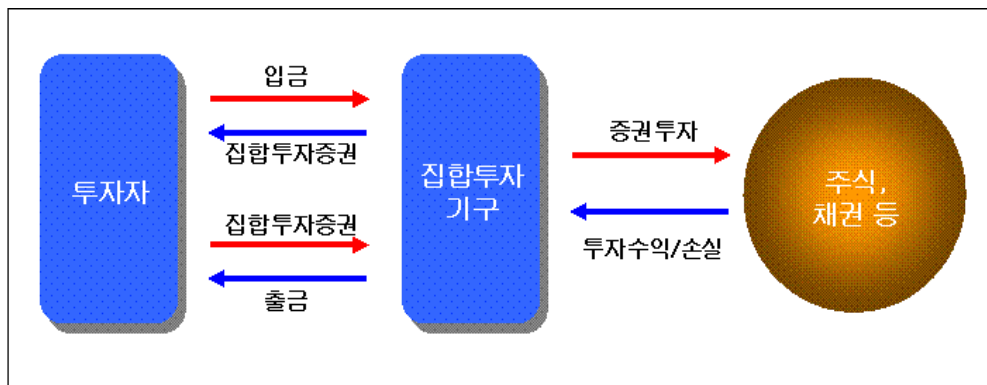 투자자
입금
집합투자증권
집합투자증권
출금
집합투자
기구
증권투자
투자수익/손실
주식,
채권 등